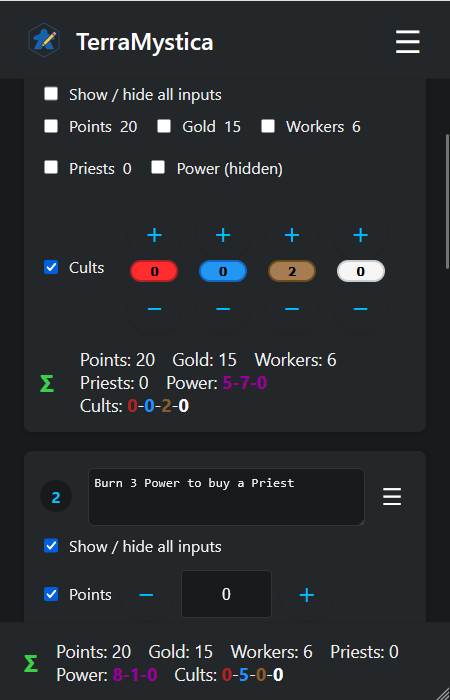 TerraMystica
Show / hide all inputs
Points 20 Gold 15 Workers 6
Priests 0 Power (hidden)
+ + + +
Cults 0 0 2 0
− − − −
Σ Points: 20 Gold: 15 Workers: 6
Priests: 0 Power: 5-7-0
Cults: 0-0-2-0
2 Burn 3 Power to buy a Priest
Show / hide all inputs
Points − 0 +
Σ Points: 20 Gold: 15 Workers: 6 Priests: 0
Power: 8-1-0 Cults: 0-5-0-0